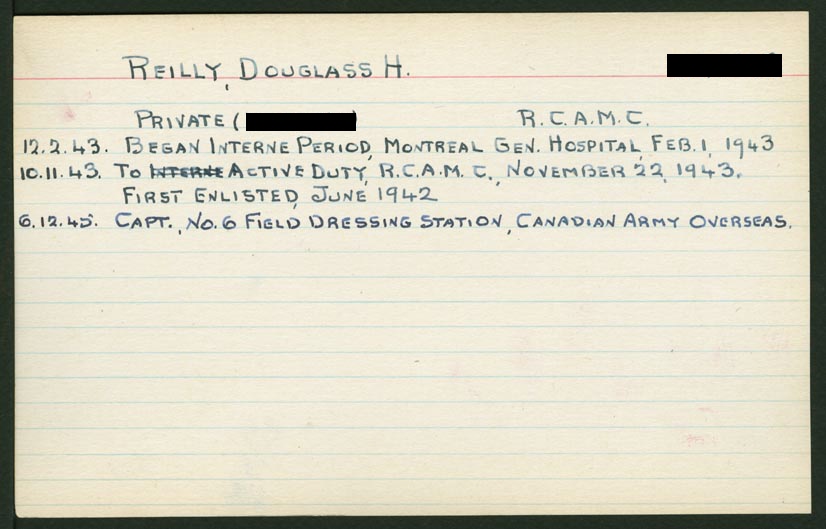 REILLY, DOUGLASS H.
PRIVATE ( ) R.C.A.M.C.
12.2.43. BEGAN INTERNE PERIOD, MONTREAL GEN. HOSPITAL, FEB. 1, 1943
10.11.43. TO INTERNE ACTIVE DUTY, R.C.A.M.C., NOVEMBER 22, 1943.
FIRST ENLISTED, JUNE 1942
6.12.45. CAPT., NO. 6 FIELD DRESSING STATION, CANADIAN ARMY OVERSEAS.